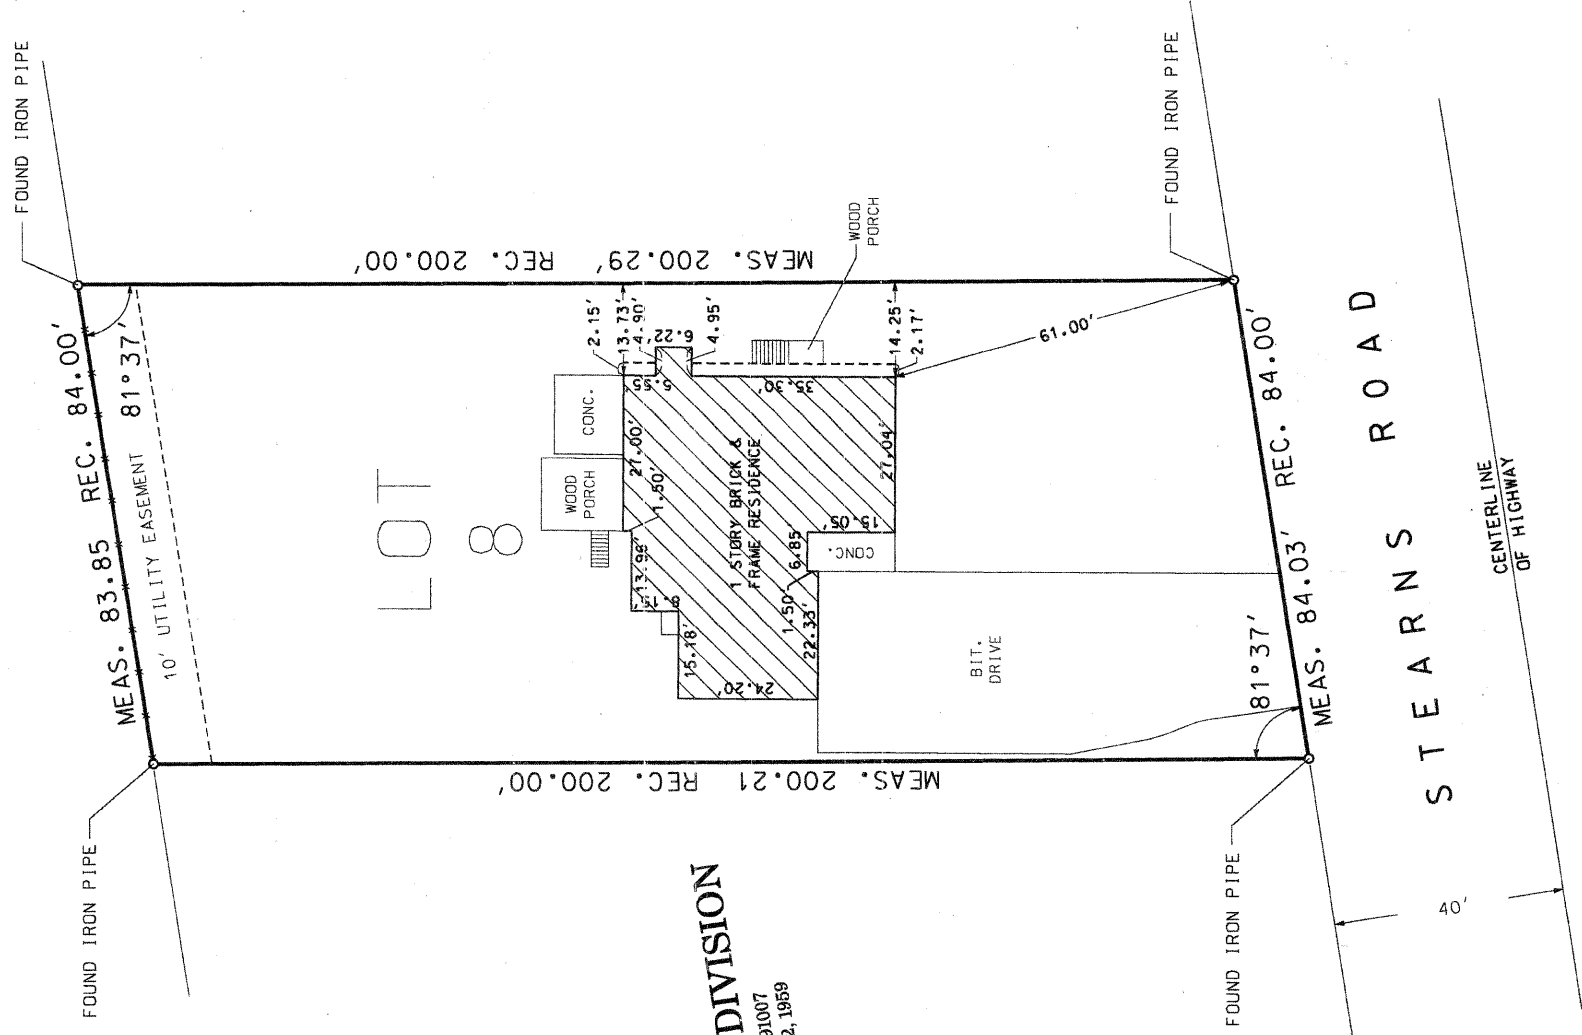 FOUND IRON PIPE
FOUND IRON PIPE
MEAS. 83.85 REC. 84.00'
81°37'
10' UTILITY EASEMENT
MEAS. 200.29' REC. 200.00'
LOT
8
WOOD
PORCH
CONC.
2.15'
13.73'
4.90'
6.22'
4.95'
5.55'
35.30'
WOOD
PORCH
27.00'
1.50'
13.96'
8.15'
15.18'
24.20'
1 STORY BRICK &
FRAME RESIDENCE
27.04'
15.05'
6.85'
CONC.
1.50'
22.33'
14.25'
2.17'
61.00'
BIT.
DRIVE
MEAS. 200.21 REC. 200.00'
81°37'
MEAS. 84.03' REC. 84.00'
FOUND IRON PIPE
FOUND IRON PIPE
STEARNS ROAD
CENTERLINE
OF HIGHWAY
40'
DIVISION
91007
2, 1959